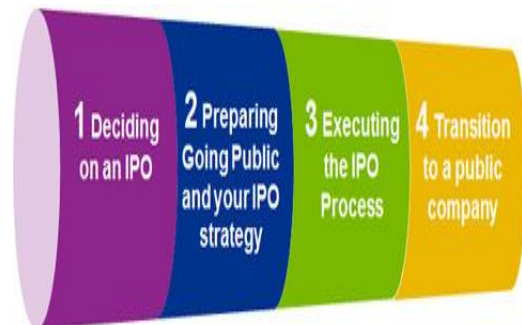 1 Deciding
on an IPO
2 Preparing
Going Public
and your IPO
strategy
3 Executing
the IPO
Process
4 Transition
to a public
company